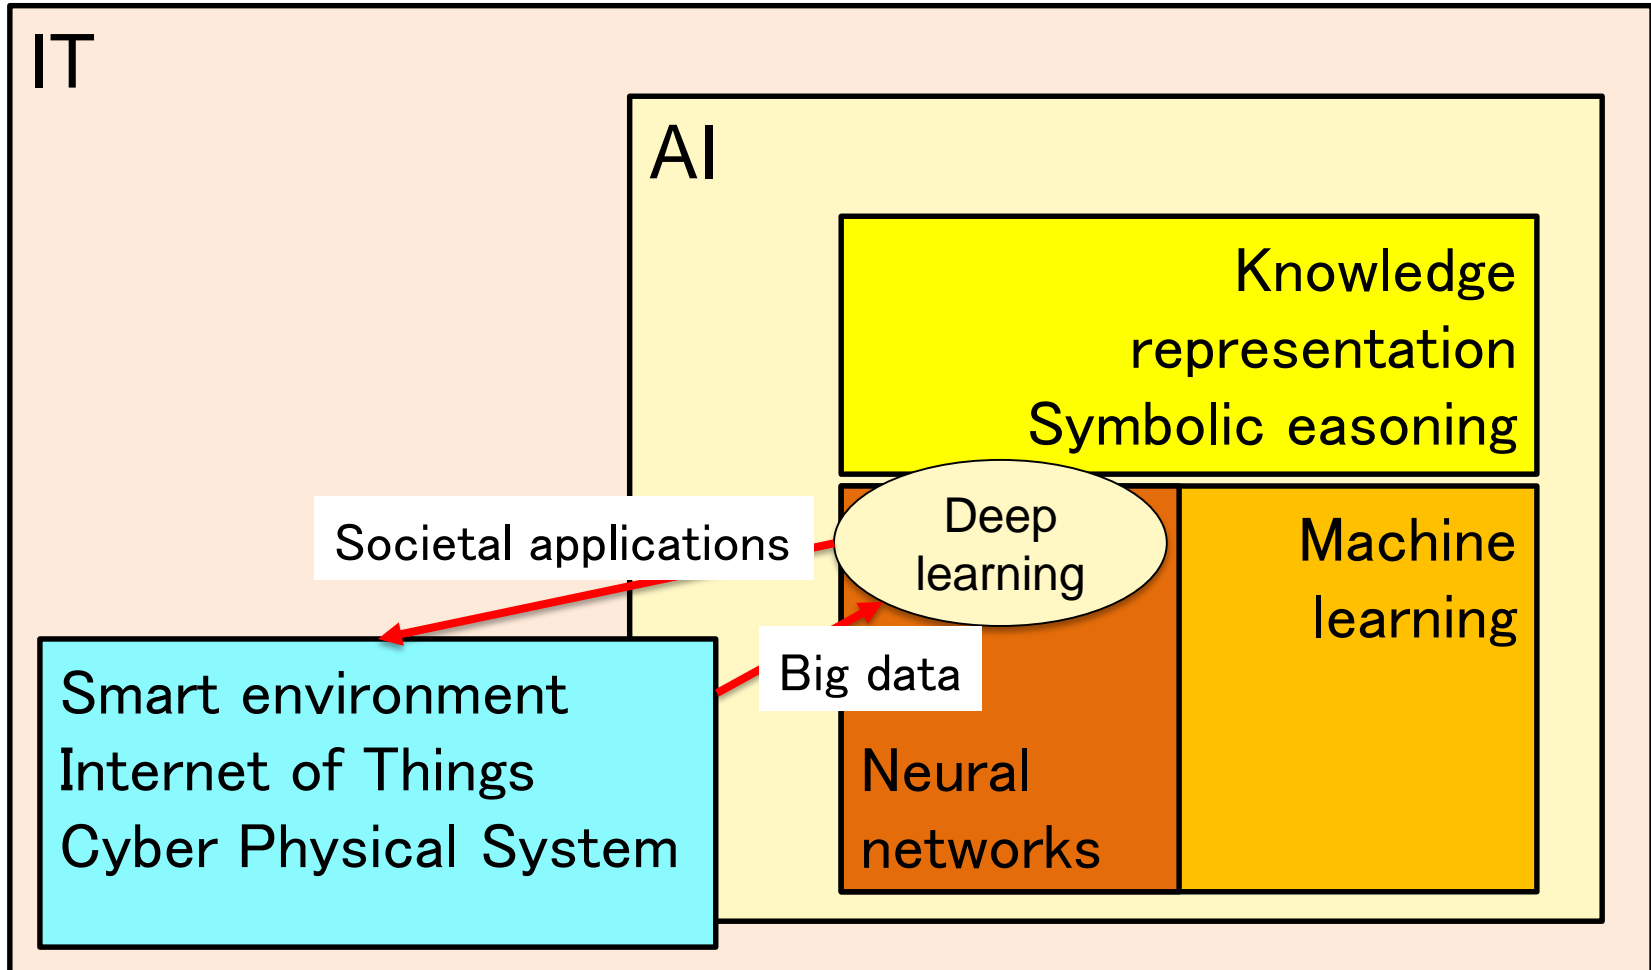 IT
AI
Knowledge
representation
Symbolic easoning
Deep
learning
Machine
learning
Societal applications
Big data
Smart environment
Internet of Things
Cyber Physical System
Neural
networks